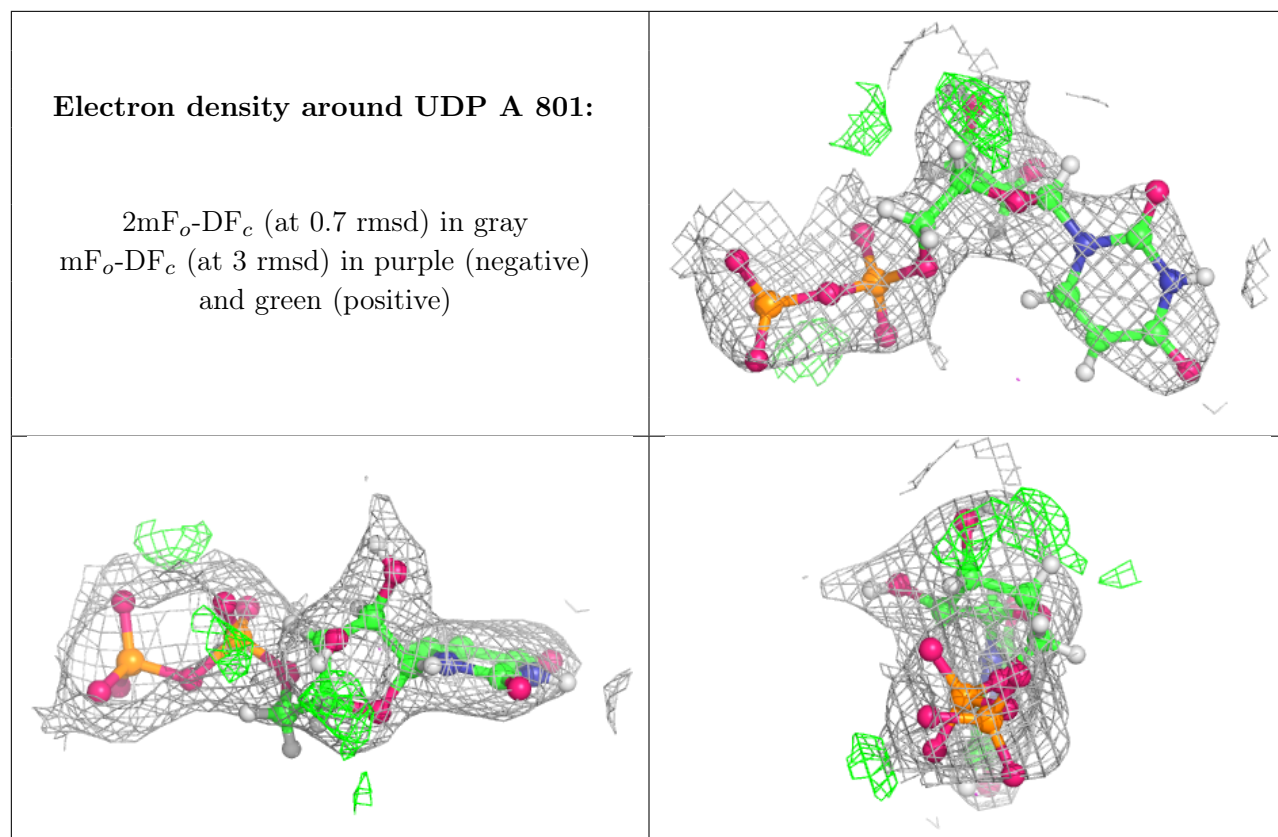 Electron density around UDP A 801:
2mFo-DFc (at 0.7 rmsd) in gray
mFo-DFc (at 3 rmsd) in purple (negative)
and green (positive)